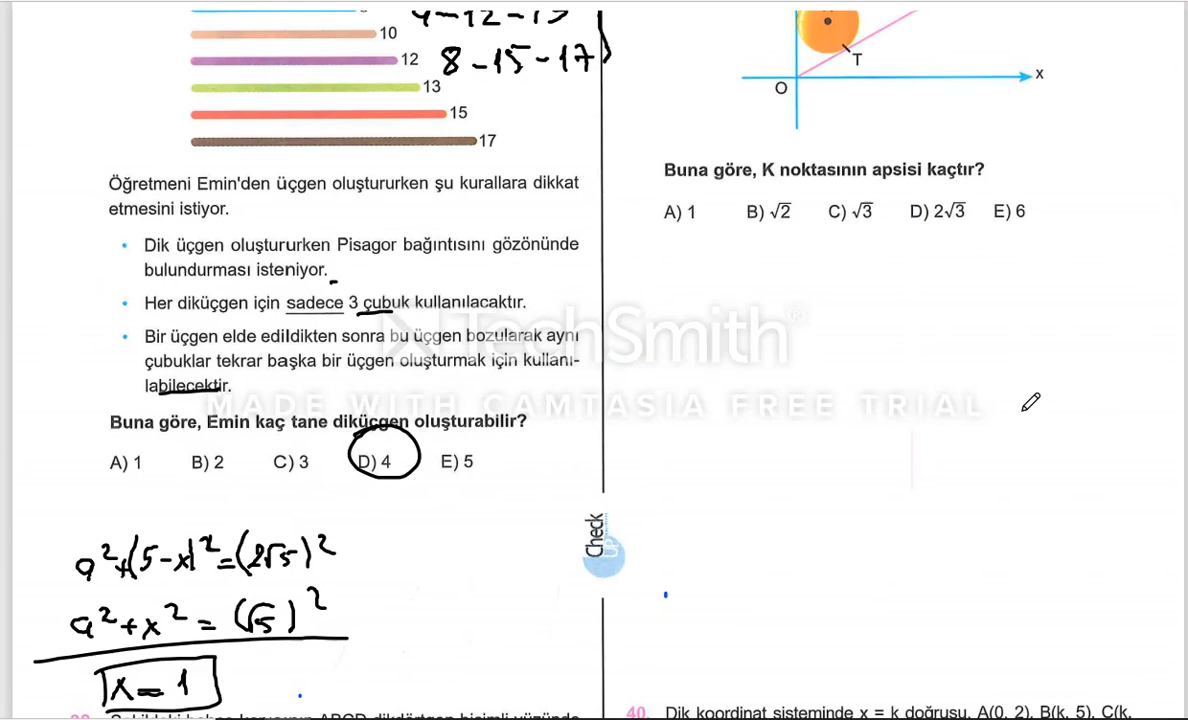 10
12
13
15
17
8 - 15 - 17
Öğretmeni Emin'den üçgen oluştururken şu kurallara dikkat
etmesini istiyor.
• Dik üçgen oluştururken Pisagor bağıntısını gözönünde
bulundurması isteniyor.
• Her diküçgen için sadece 3 çubuk kullanılacaktır.
• Bir üçgen elde edildikten sonra bu üçgen bozularak aynı
çubuklar tekrar başka bir üçgen oluşturmak için kullanı-
labilecektir.
Buna göre, Emin kaç tane diküçgen oluşturabilir?
A) 1 B) 2 C) 3 D) 4 E) 5
a² + (5 - x)² = (2√5)²
a² + x² = (√5)²
x = 1
T
O
x
Buna göre, K noktasının apsisi kaçtır?
A) 1 B) √2 C) √3 D) 2√3 E) 6
TechSmith®
MADE WITH CAMTASIA FREE TRIAL
Check
Up
40. Dik koordinat sisteminde x = k doğrusu, A(0, 2), B(k, 5), C(k,